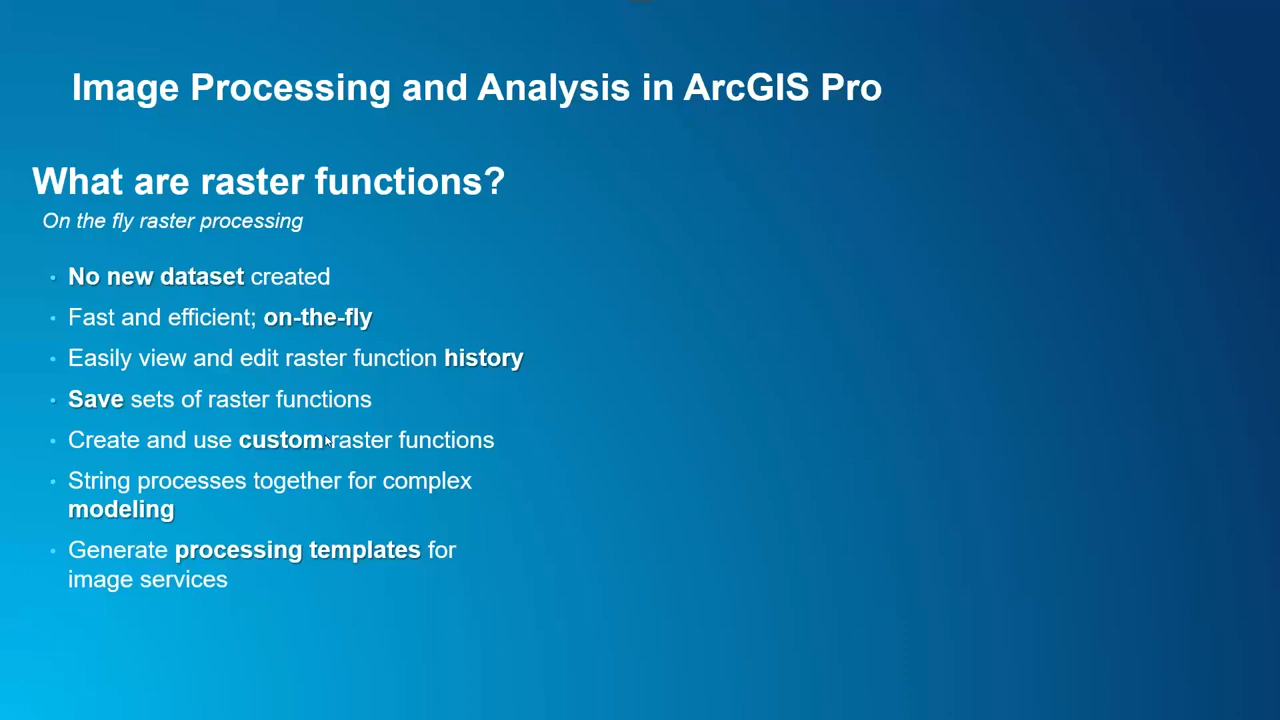 Image Processing and Analysis in ArcGIS Pro
What are raster functions?
On the fly raster processing
• No new dataset created
• Fast and efficient; on-the-fly
• Easily view and edit raster function history
• Save sets of raster functions
• Create and use custom raster functions
• String processes together for complex
modeling
• Generate processing templates for
image services